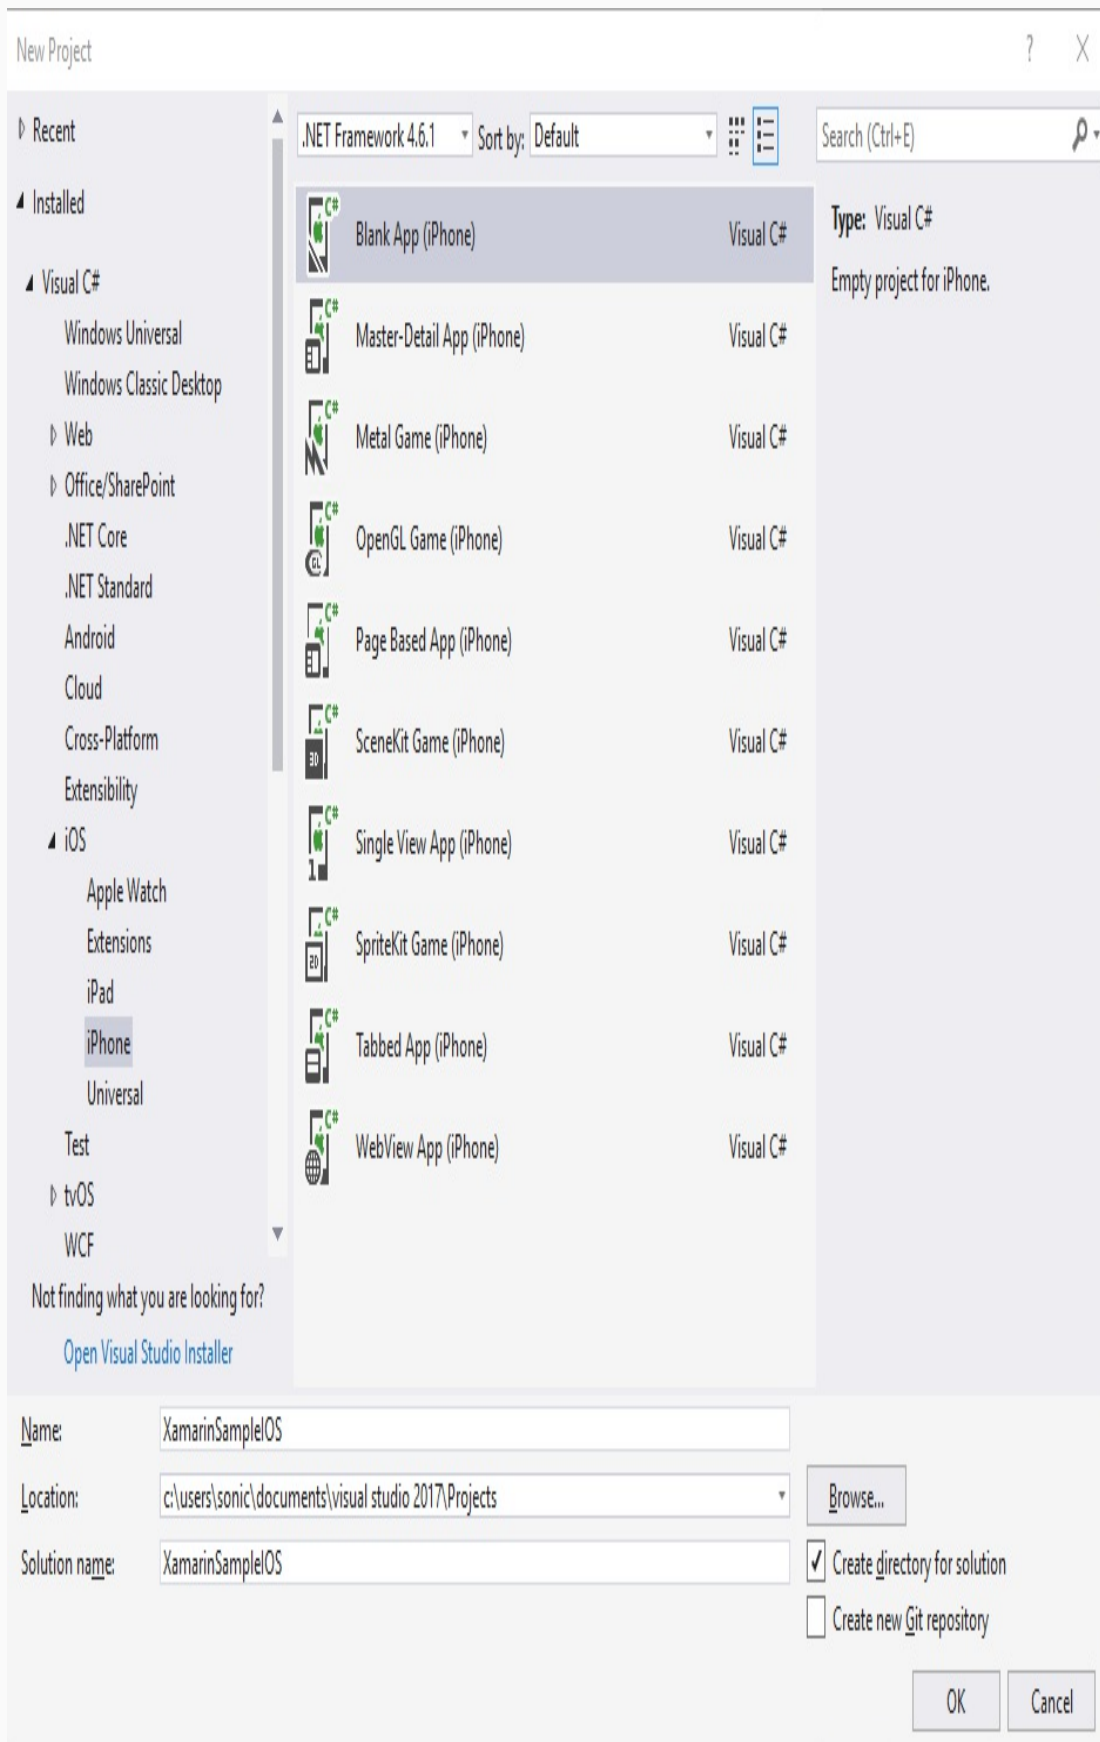 New Project
Recent
Installed
Visual C#
Windows Universal
Windows Classic Desktop
Web
Office/SharePoint
.NET Core
.NET Standard
Android
Cloud
Cross-Platform
Extensibility
iOS
Apple Watch
Extensions
iPad
iPhone
Universal
Test
tvOS
WCF
Not finding what you are looking for?
Open Visual Studio Installer
.NET Framework 4.6.1 Sort by: Default
C# Blank App (iPhone) Visual C#
C# Master-Detail App (iPhone) Visual C#
C# Metal Game (iPhone) Visual C#
C# GL OpenGL Game (iPhone) Visual C#
C# Page Based App (iPhone) Visual C#
C# 3D SceneKit Game (iPhone) Visual C#
C# 1 Single View App (iPhone) Visual C#
C# 2D SpriteKit Game (iPhone) Visual C#
C# Tabbed App (iPhone) Visual C#
C# WebView App (iPhone) Visual C#
Search (Ctrl+E)
Type: Visual C#
Empty project for iPhone.
Name: XamarinSampleIOS
Location: c:\users\sonic\documents\visual studio 2017\Projects Browse...
Solution name: XamarinSampleIOS Create directory for solution
Create new Git repository
OK Cancel